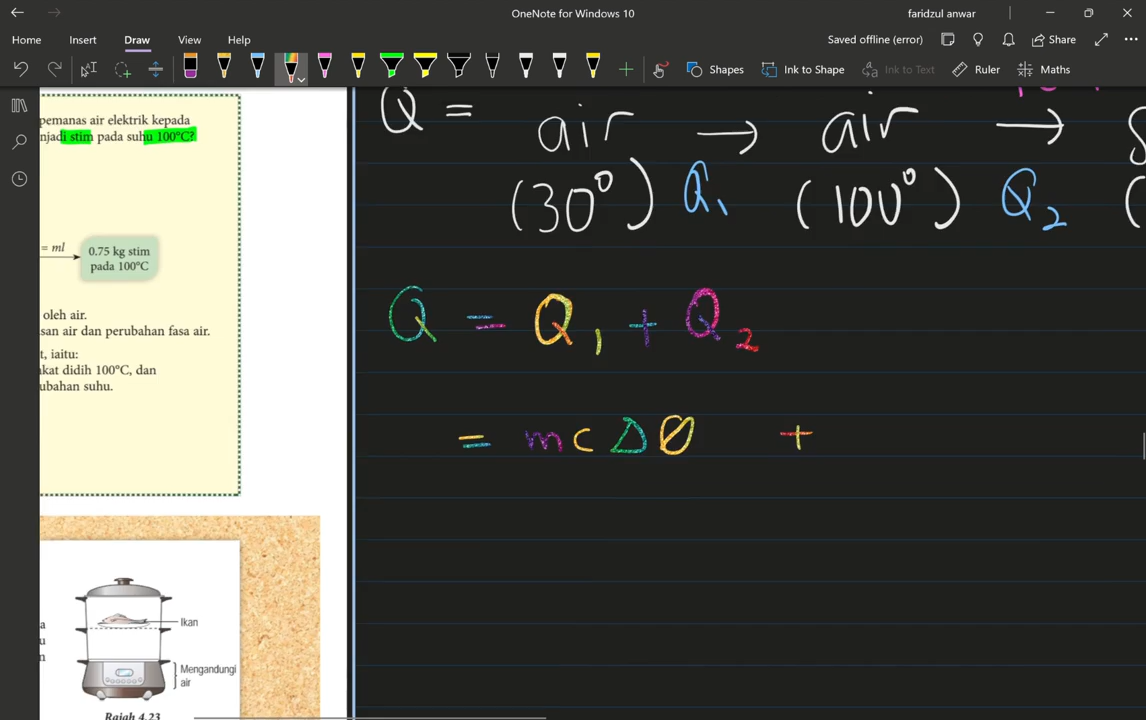 OneNote for Windows 10
faridzul anwar
Home Insert Draw View Help
Saved offline (error)
Share
Shapes
Ink to Shape
Ink to Text
Ruler
Maths
pemanas air elektrik kepada
njadi stim pada suhu 100°C?
= ml
0.75 kg stim
pada 100°C
oleh air.
san air dan perubahan fasa air.
t, iaitu:
kat didih 100°C, dan
ubahan suhu.
a
u
n
Ikan
Mengandungi
air
Rajah 4.23
Q = air → air →
(30°) Q₁ (100°) Q₂ (
Q = Q₁ + Q₂
= mcΔθ +